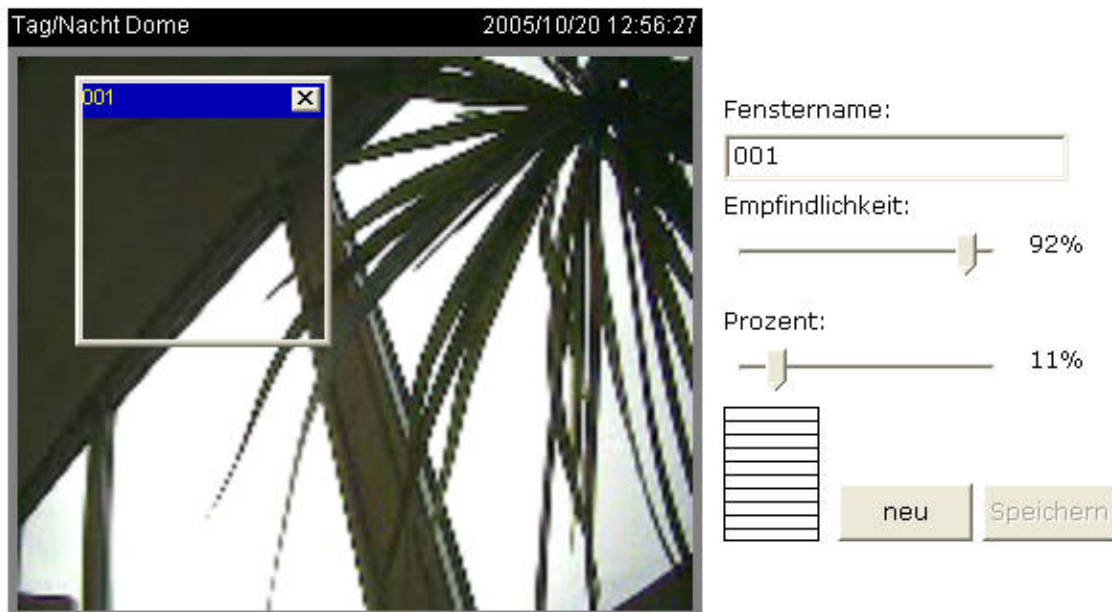 Tag/Nacht Dome 2005/10/20 12:56:27
001
Fenstername:
001
Empfindlichkeit:
92%
Prozent:
11%
neu Speichern